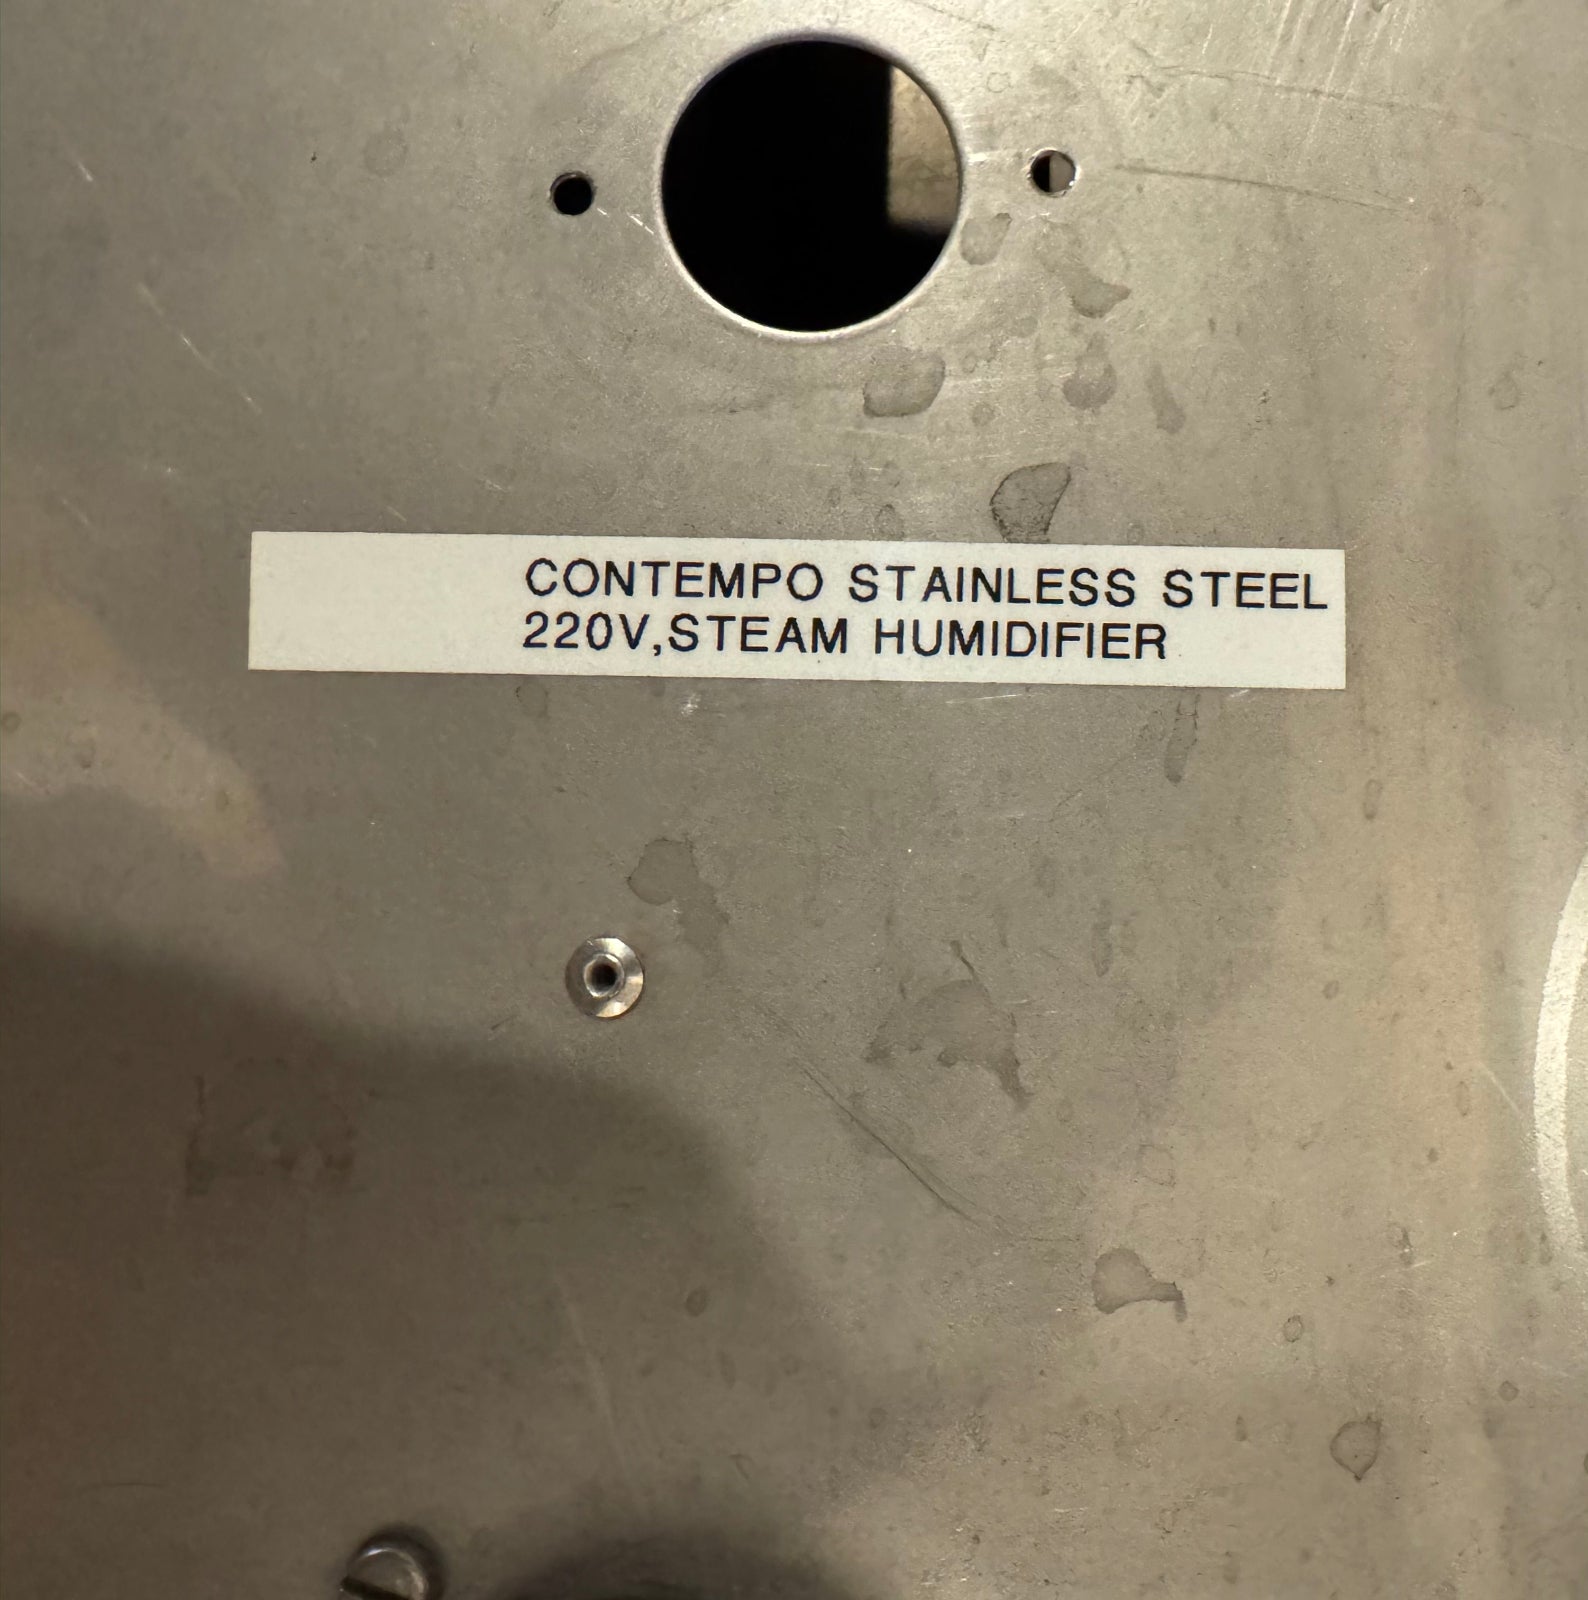 CONTEMPO STAINLESS STEEL
220V,STEAM HUMIDIFIER